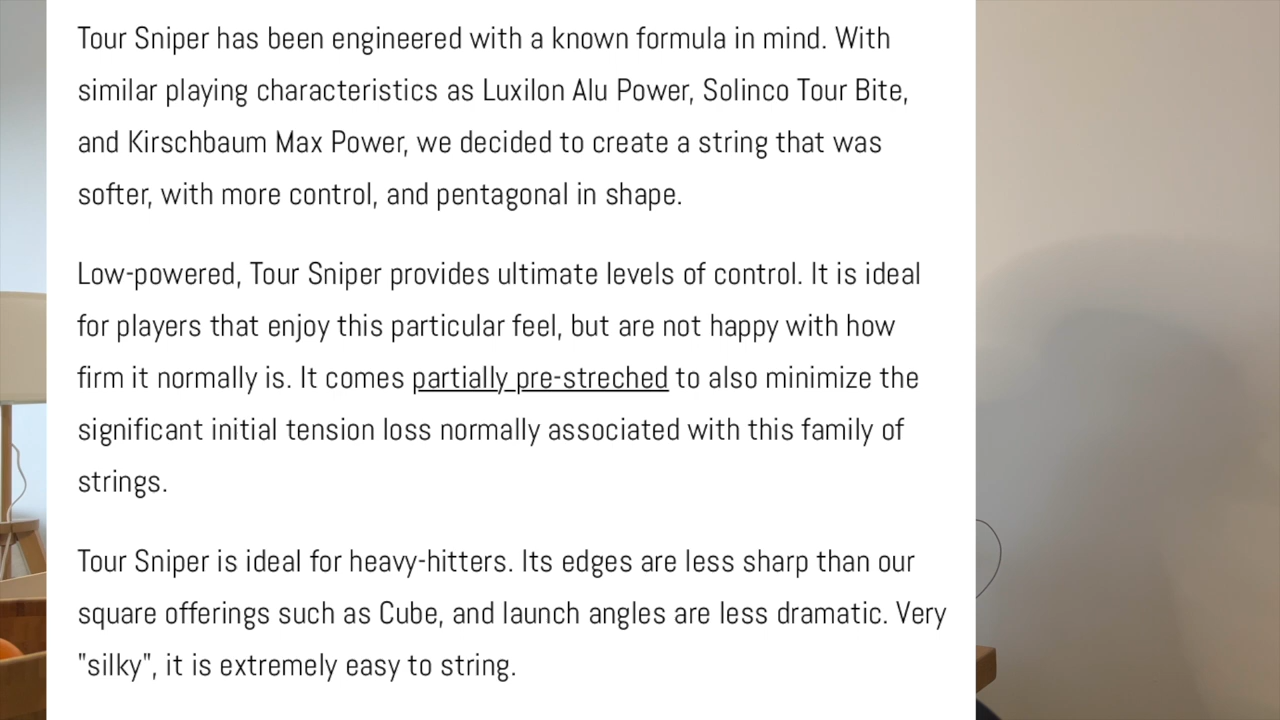 Tour Sniper has been engineered with a known formula in mind. With
similar playing characteristics as Luxilon Alu Power, Solinco Tour Bite,
and Kirschbaum Max Power, we decided to create a string that was
softer, with more control, and pentagonal in shape.
Low-powered, Tour Sniper provides ultimate levels of control. It is ideal
for players that enjoy this particular feel, but are not happy with how
firm it normally is. It comes partially pre-streched to also minimize the
significant initial tension loss normally associated with this family of
strings.
Tour Sniper is ideal for heavy-hitters. Its edges are less sharp than our
square offerings such as Cube, and launch angles are less dramatic. Very
"silky", it is extremely easy to string.